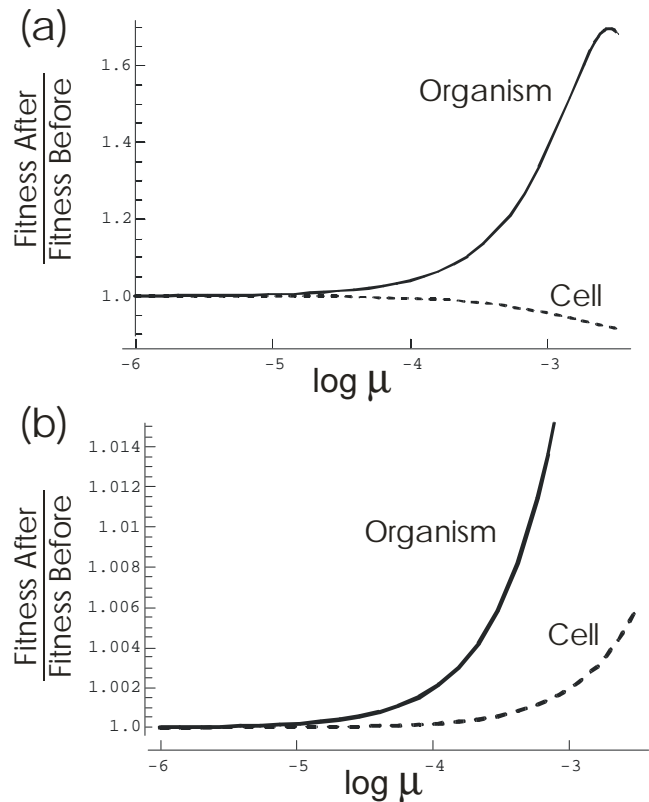 (a)
Fitness After
Fitness Before
1.6
1.4
1.2
1.0
Organism
Cell
-6
-5
-4
-3
log μ
(b)
Fitness After
Fitness Before
1.014
1.012
1.01
1.008
1.006
1.004
1.002
1.0
Organism
Cell
-6
-5
-4
-3
log μ